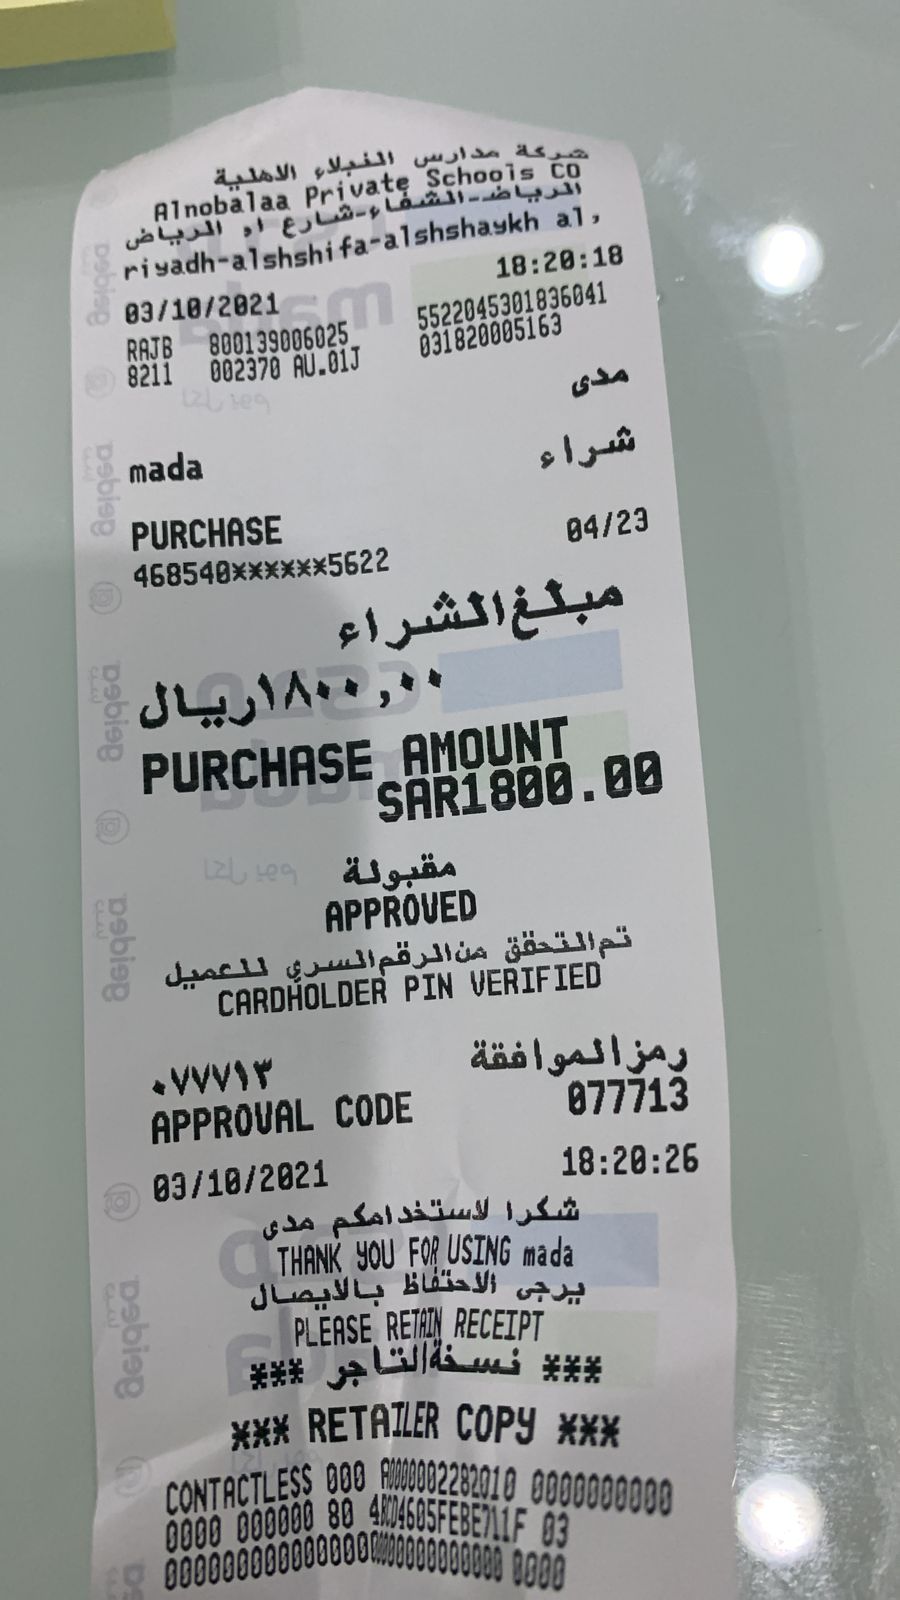 شركة مدارس النبلاء الاهلية
Alnobalaa Private Schools CO
الرياض-الشفاء-شارع ام الرياض
riyadh-alshshifa-alshshaykh al,
03/10/2021 18:20:18
RAJB 800139006025 5522045301836041
8211 002370 AU.01J 031820005163
مدى
mada
شراء
PURCHASE
468540******5622 04/23
مبلغ الشراء
١٨٠٠,٠٠ريال
PURCHASE AMOUNT
SAR1800.00
مقبولة
APPROVED
تم التحقق من الرقم السري للعميل
CARDHOLDER PIN VERIFIED
رمز الموافقة ٠٧٧٧١٣
APPROVAL CODE 077713
03/10/2021 18:20:26
شكرا لاستخدامكم مدى
THANK YOU FOR USING mada
يرجى الاحتفاظ بالايصال
PLEASE RETAIN RECEIPT
*** نسخة التاجر ***
*** RETAILER COPY ***
CONTACTLESS 000 A0000002282010 0000000000
0000 000000 80 4BCD4605FEBE711F 03
0000
geidea